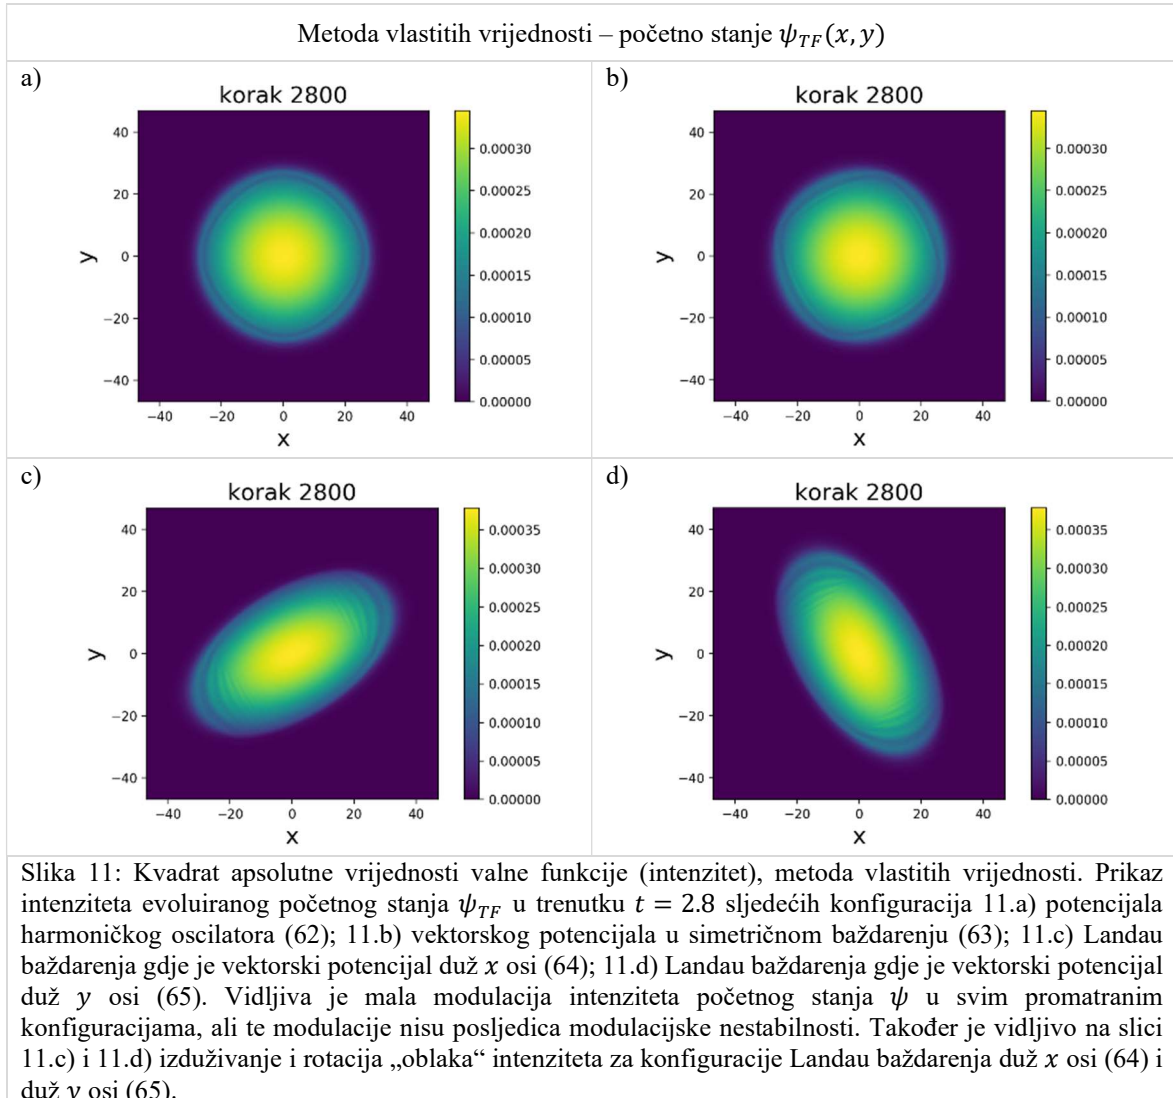 Metoda vlastitih vrijednosti – početno stanje ψ_TF(x, y)
a)
korak 2800
40
20
0
−20
−40
y
−40 −20 0 20 40
x
0.00030
0.00025
0.00020
0.00015
0.00010
0.00005
0.00000
b)
korak 2800
40
20
0
−20
−40
y
−40 −20 0 20 40
x
0.00030
0.00025
0.00020
0.00015
0.00010
0.00005
0.00000
c)
korak 2800
40
20
0
−20
−40
y
−40 −20 0 20 40
x
0.00035
0.00030
0.00025
0.00020
0.00015
0.00010
0.00005
0.00000
d)
korak 2800
40
20
0
−20
−40
y
−40 −20 0 20 40
x
0.00035
0.00030
0.00025
0.00020
0.00015
0.00010
0.00005
0.00000
Slika 11: Kvadrat apsolutne vrijednosti valne funkcije (intenzitet), metoda vlastitih vrijednosti. Prikaz
intenziteta evoluiranog početnog stanja ψ_TF u trenutku t = 2.8 sljedećih konfiguracija 11.a) potencijala
harmoničkog oscilatora (62); 11.b) vektorskog potencijala u simetričnom baždarenju (63); 11.c) Landau
baždarenja gdje je vektorski potencijal duž x osi (64); 11.d) Landau baždarenja gdje je vektorski potencijal
duž y osi (65). Vidljiva je mala modulacija intenziteta početnog stanja ψ u svim promatranim
konfiguracijama, ali te modulacije nisu posljedica modulacijske nestabilnosti. Također je vidljivo na slici
11.c) i 11.d) izduživanje i rotacija „oblaka“ intenziteta za konfiguracije Landau baždarenja duž x osi (64) i
duž y osi (65).